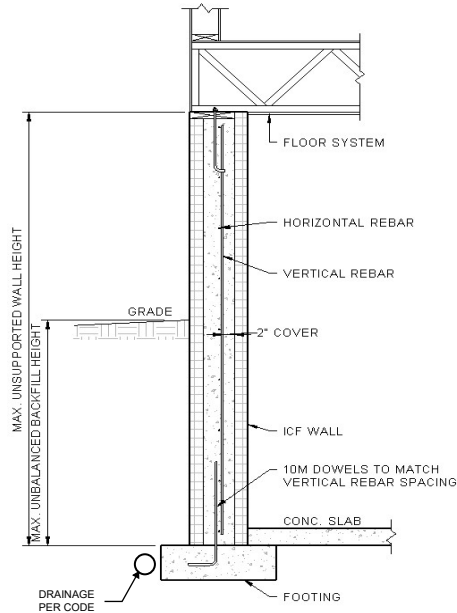 FLOOR SYSTEM
HORIZONTAL REBAR
VERTICAL REBAR
GRADE
2" COVER
MAX. UNSUPPORTED WALL HEIGHT
MAX. UNBALANCED BACKFILL HEIGHT
ICF WALL
10M DOWELS TO MATCH
VERTICAL REBAR SPACING
CONC. SLAB
DRAINAGE
PER CODE
FOOTING